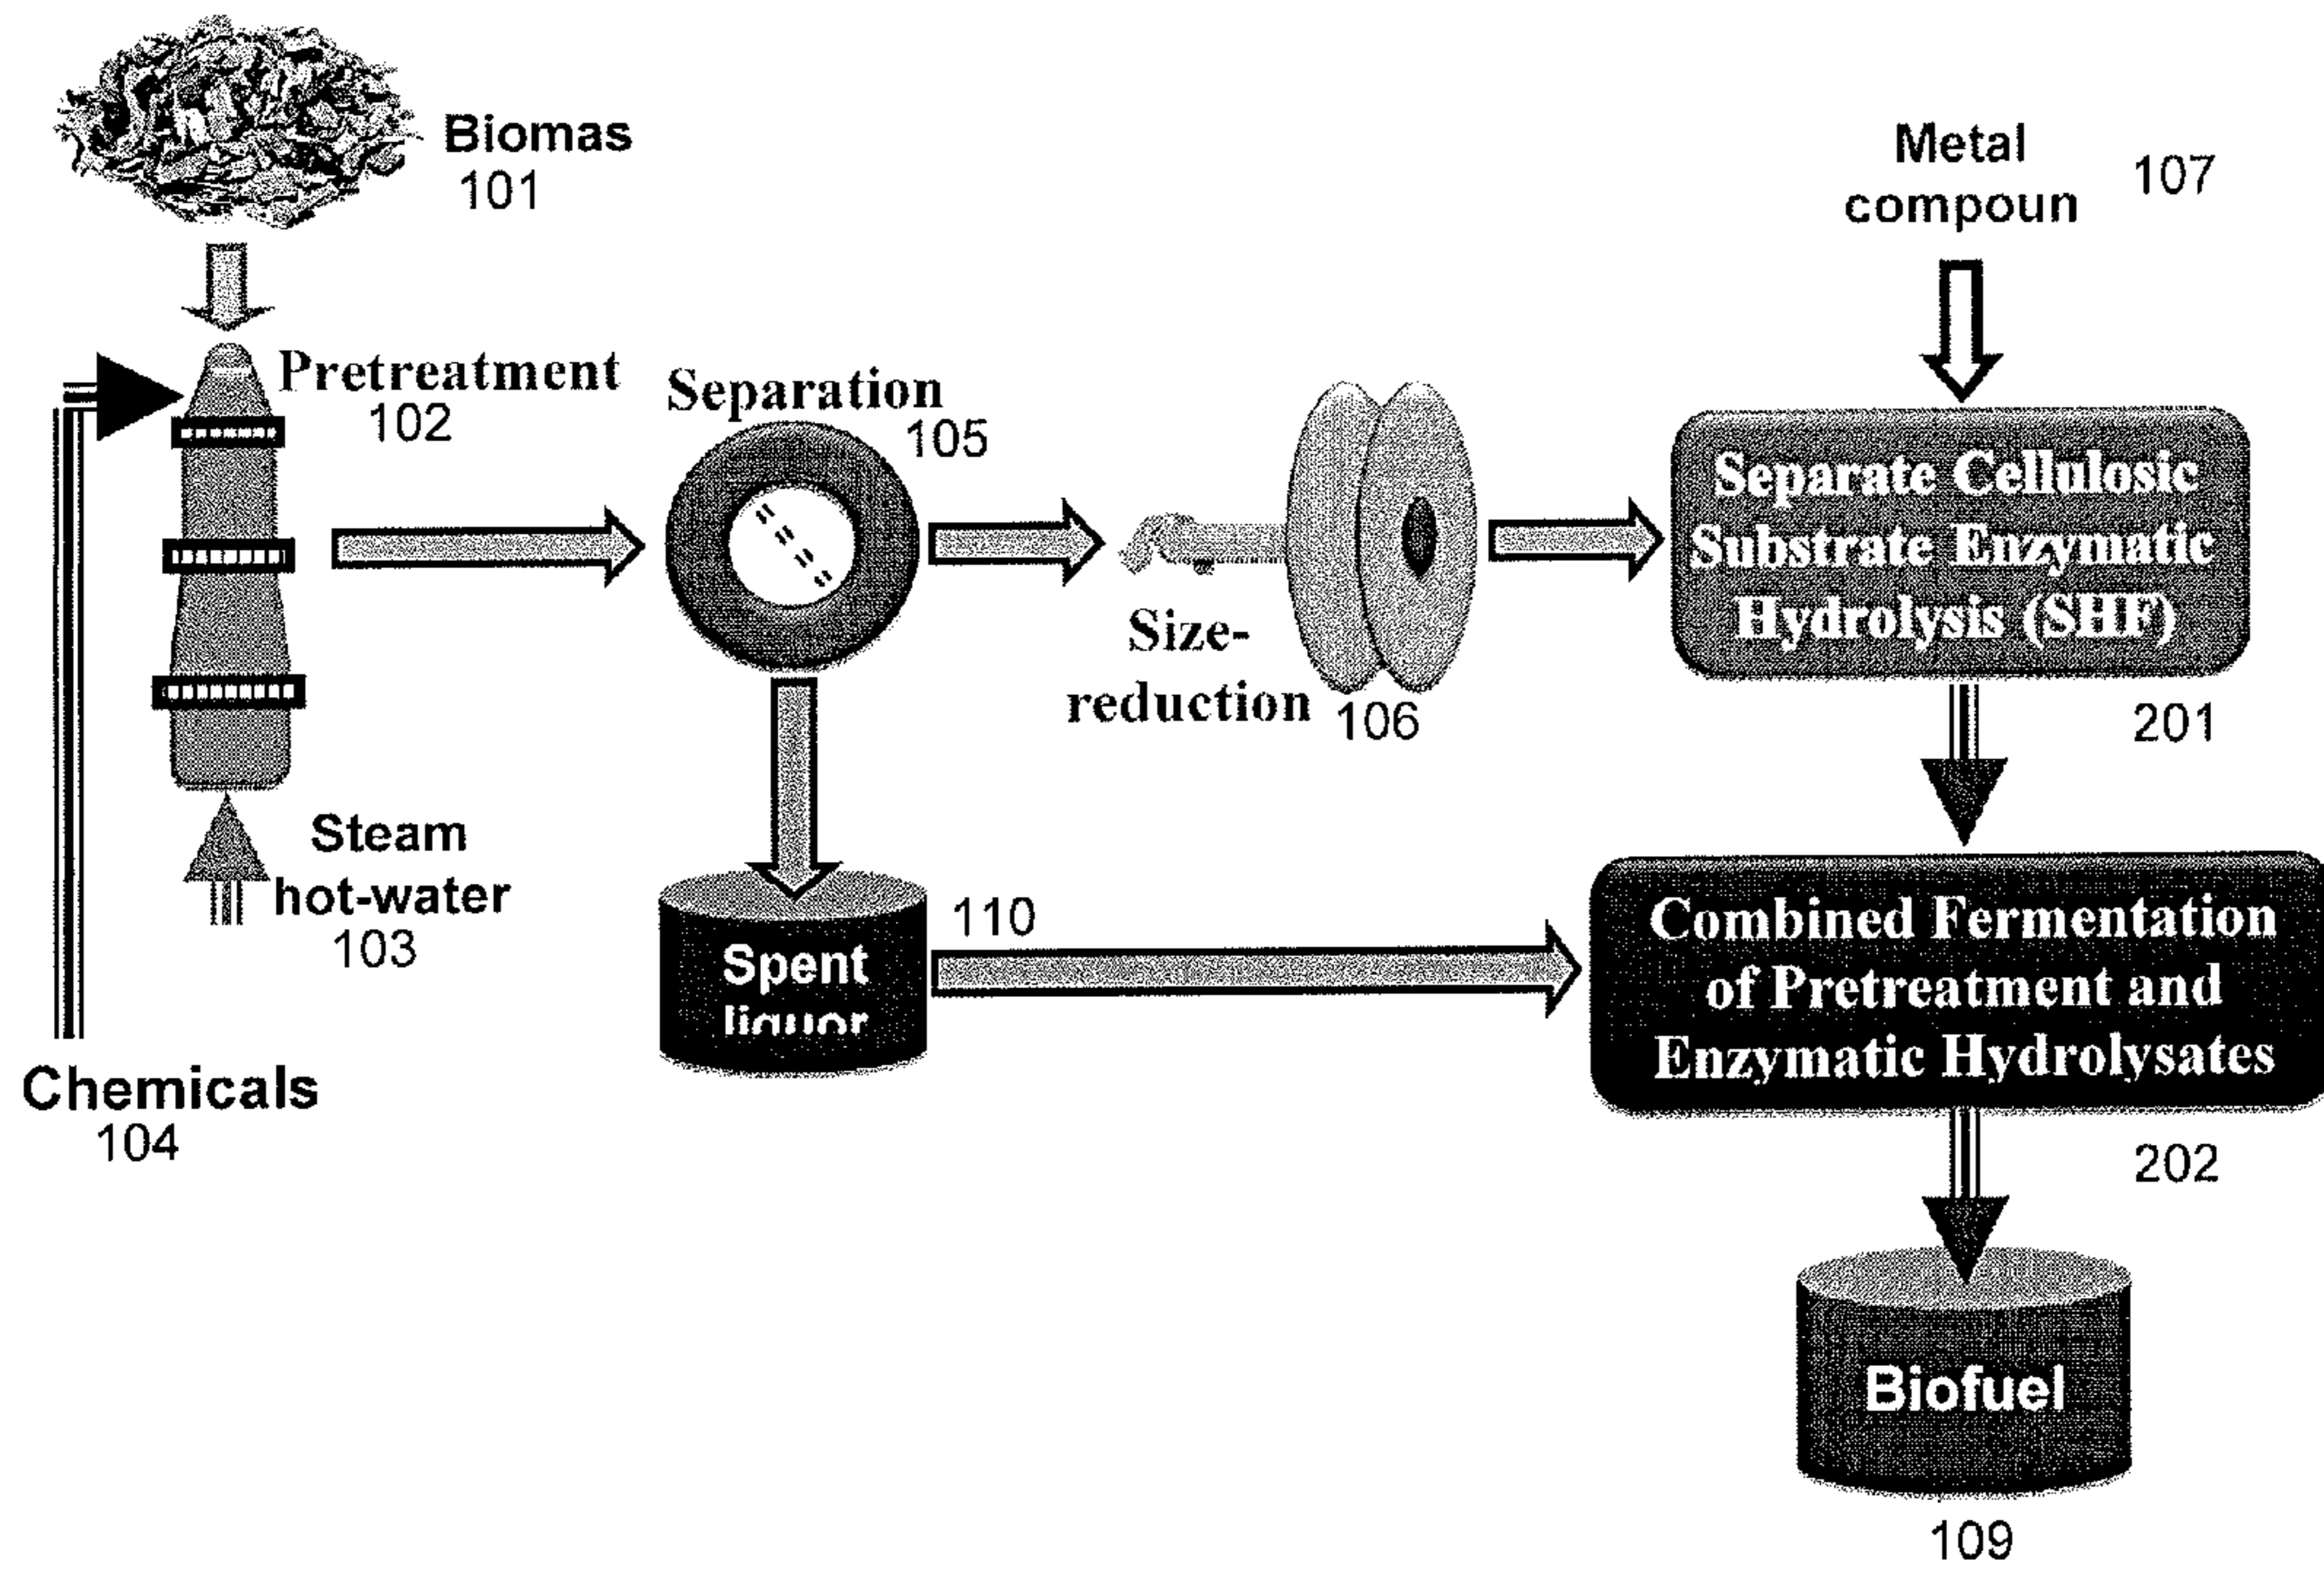 Biomas
101
Metal
compoun
107
Pretreatment
102
Separation
105
Separate Cellulosic
Substrate Enzymatic
Hydrolysis (SHF)
Size-
reduction
106
201
Steam
hot-water
103
110
Spent
liquor
Combined Fermentation
of Pretreatment and
Enzymatic Hydrolysates
Chemicals
104
202
Biofuel
109